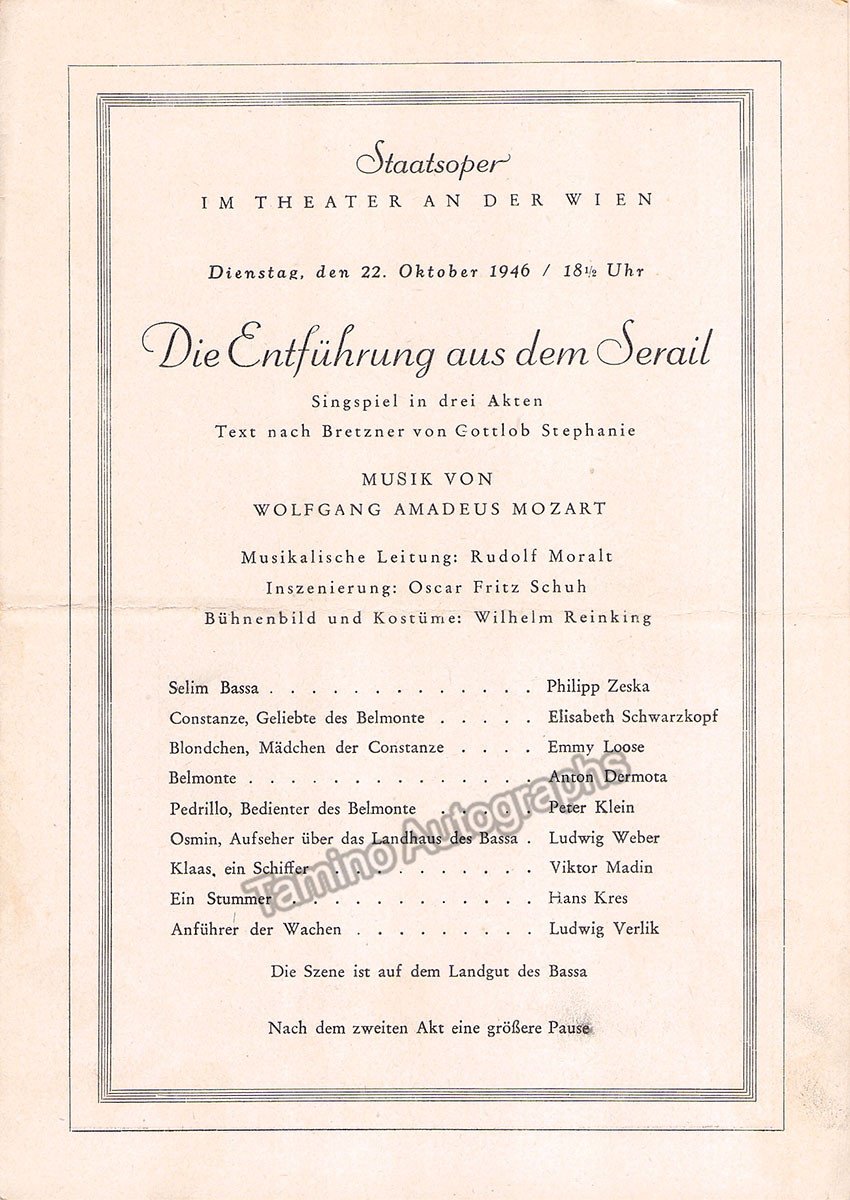 Staatsoper
IM THEATER AN DER WIEN
Dienstag, den 22. Oktober 1946 / 18½ Uhr
Die Entführung aus dem Serail
Singspiel in drei Akten
Text nach Bretzner von Gottlob Stephanie
MUSIK VON
WOLFGANG AMADEUS MOZART
Musikalische Leitung: Rudolf Moralt
Inszenierung: Oscar Fritz Schuh
Bühnenbild und Kostüme: Wilhelm Reinking
Selim Bassa . . . . . . . . . . . . . Philipp Zeska
Constanze, Geliebte des Belmonte . . . . . Elisabeth Schwarzkopf
Blondchen, Mädchen der Constanze . . . . Emmy Loose
Belmonte . . . . . . . . . . . . . . Anton Dermota
Pedrillo, Bedienter des Belmonte . . . . . Peter Klein
Osmin, Aufseher über das Landhaus des Bassa . Ludwig Weber
Klaas, ein Schiffer . . . . . . . . . . Viktor Madin
Ein Stummer . . . . . . . . . . . . Hans Kres
Anführer der Wachen . . . . . . . . . Ludwig Verlik
Die Szene ist auf dem Landgut des Bassa
Nach dem zweiten Akt eine größere Pause
Tamino Autographs